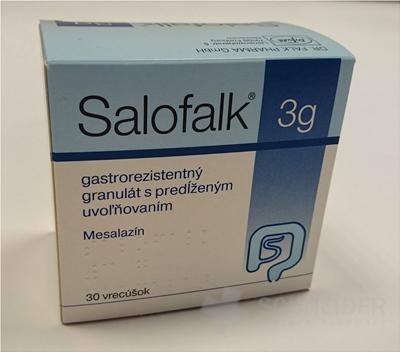 DR. FALK PHARMA GmbH
Salofalk® 3g
gastrorezistentný
granulát s predĺženým
uvoľňovaním
Mesalazín
30 vrecúšok